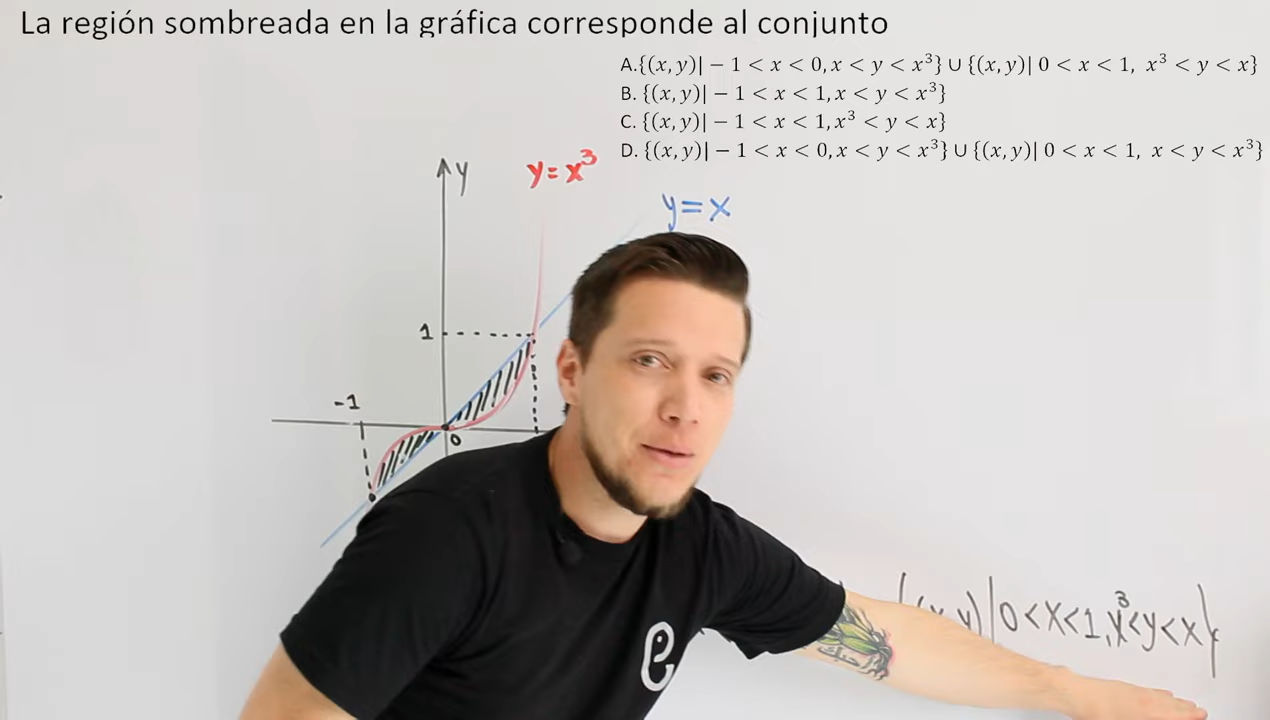 La región sombreada en la gráfica corresponde al conjunto
A.{(x, y)| − 1 < x < 0, x < y < x³} ∪ {(x, y)| 0 < x < 1, x³ < y < x}
B. {(x, y)| − 1 < x < 1, x < y < x³}
C. {(x, y)| − 1 < x < 1, x³ < y < x}
D. {(x, y)| − 1 < x < 0, x < y < x³} ∪ {(x, y)| 0 < x < 1, x < y < x³}
y
y=x³
y=x
1
-1
0
y)|0<x<1,x³<y<x}